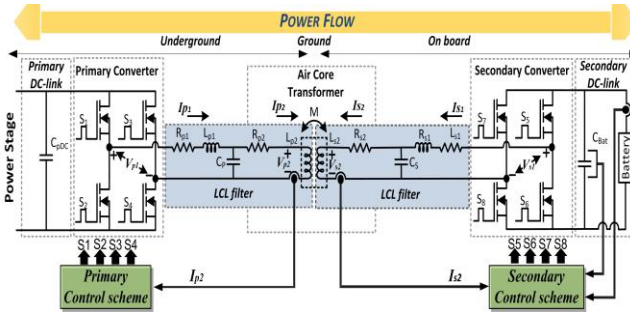 POWER FLOW
Underground
Ground
On board
Primary DC-link
Primary Converter
Air Core Transformer
Secondary Converter
Secondary DC-link
Power Stage
CpDC
S1
S3
S2
S4
Vp1
Ip1
Ip2
M
Is2
Is1
Rp1
Lp1
Rp2
Lp2
Ls2
Rs2
Rs1
Ls1
CP
Vp2
Vs2
CS
LCL filter
LCL filter
S7
S5
S8
S6
Vs1
CBat
Battery
S1 S2 S3 S4
S5 S6 S7 S8
Primary Control scheme
Ip2
Is2
Secondary Control scheme